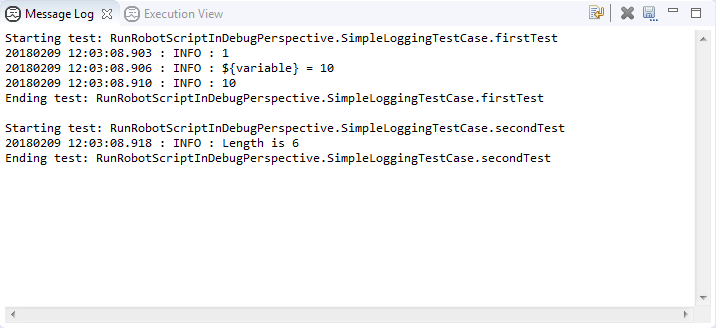 Message Log Execution View
Starting test: RunRobotScriptInDebugPerspective.SimpleLoggingTestCase.firstTest
20180209 12:03:08.903 : INFO : 1
20180209 12:03:08.906 : INFO : ${variable} = 10
20180209 12:03:08.910 : INFO : 10
Ending test: RunRobotScriptInDebugPerspective.SimpleLoggingTestCase.firstTest
Starting test: RunRobotScriptInDebugPerspective.SimpleLoggingTestCase.secondTest
20180209 12:03:08.918 : INFO : Length is 6
Ending test: RunRobotScriptInDebugPerspective.SimpleLoggingTestCase.secondTest